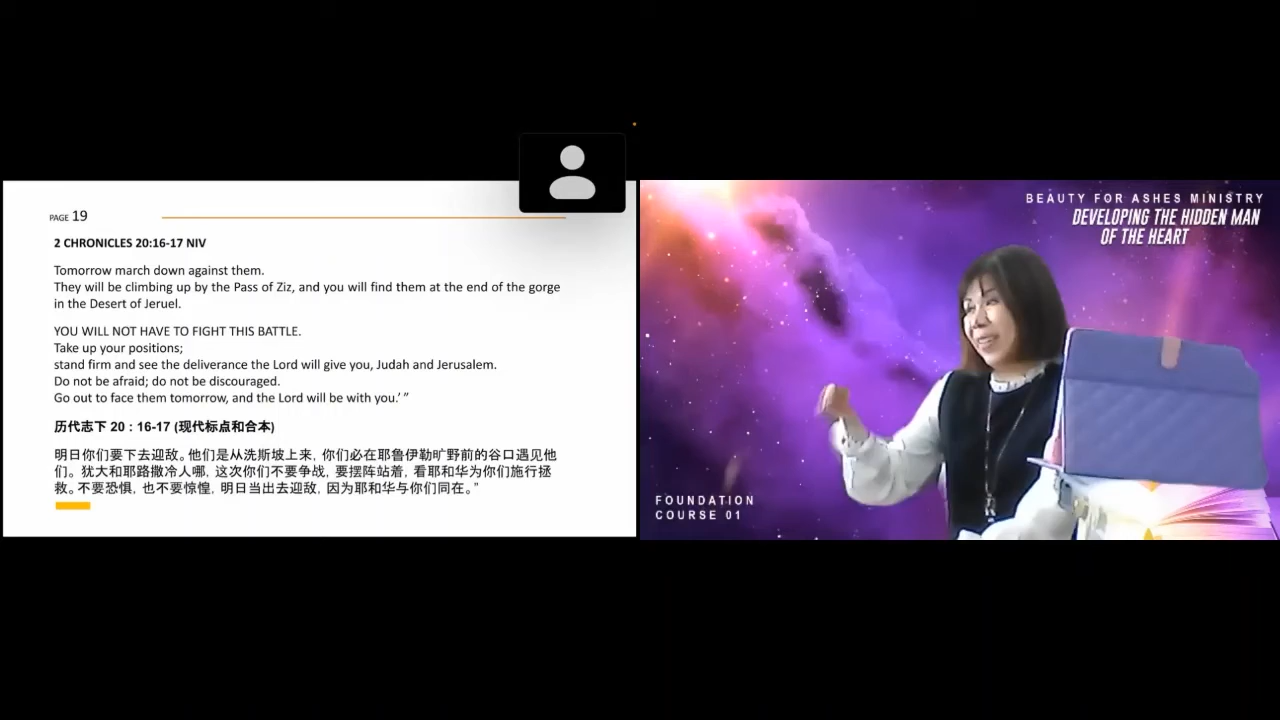 PAGE 19
2 CHRONICLES 20:16-17 NIV
Tomorrow march down against them.
They will be climbing up by the Pass of Ziz, and you will find them at the end of the gorge
in the Desert of Jeruel.
YOU WILL NOT HAVE TO FIGHT THIS BATTLE.
Take up your positions;
stand firm and see the deliverance the Lord will give you, Judah and Jerusalem.
Do not be afraid; do not be discouraged.
Go out to face them tomorrow, and the Lord will be with you.’ ”
历代志下 20 : 16-17 (现代标点和合本)
明日你们要下去迎敌。他们是从洗斯坡上来，你们必在耶鲁伊勒旷野前的谷口遇见他
们。犹大和耶路撒冷人哪，这次你们不要争战，要摆阵站着，看耶和华为你们施行拯
救。不要恐惧，也不要惊惶，明日当出去迎敌，因为耶和华与你们同在。”
BEAUTY FOR ASHES MINISTRY
DEVELOPING THE HIDDEN MAN
OF THE HEART
FOUNDATION
COURSE 01